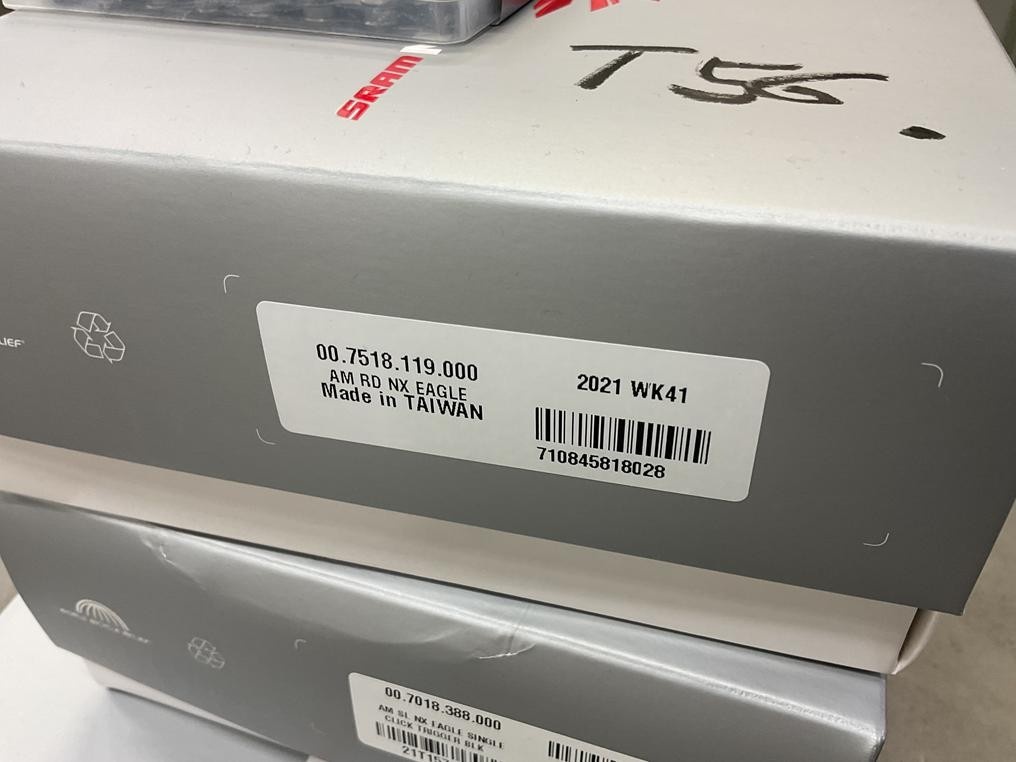 SRAM
T56.
LIEF
00.7518.119.000
AM RD NX EAGLE
Made in TAIWAN
2021 WK41
710845818028
00.7018.388.000
AM SL NX EAGLE SINGLE
CLICK TRIGGER BLK